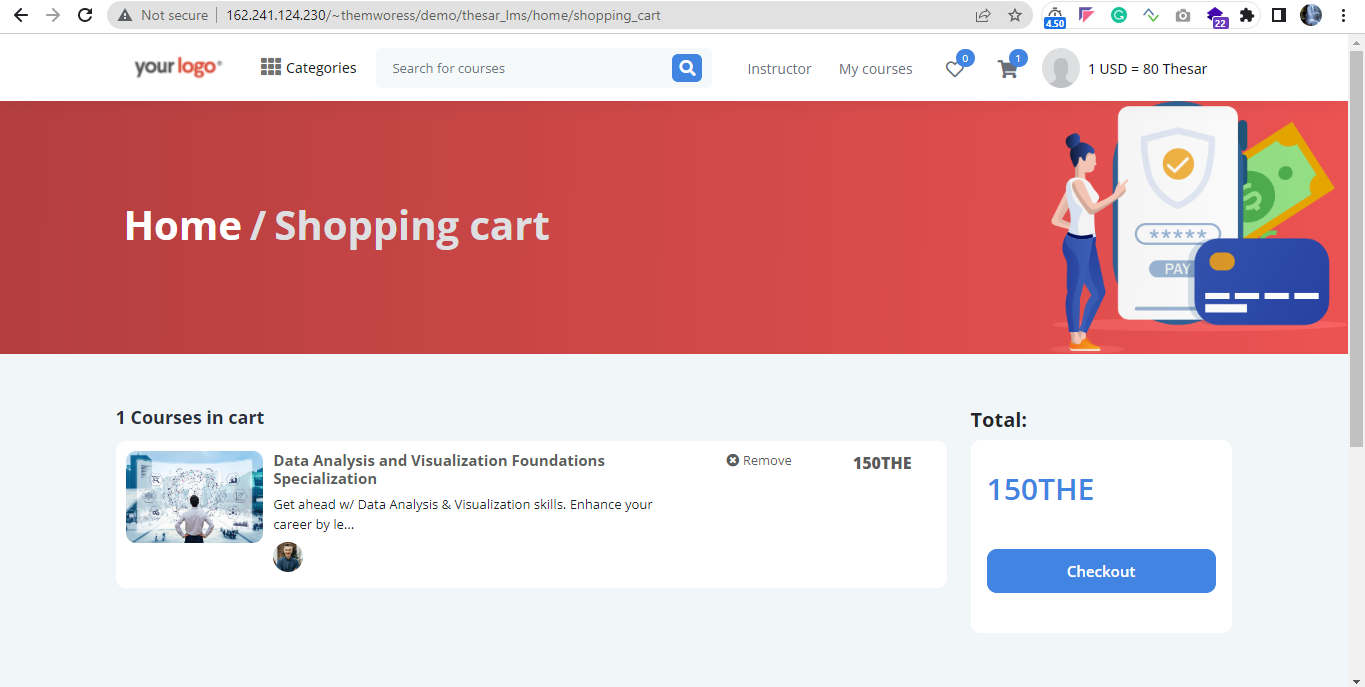 Not secure | 162.241.124.230/~themworess/demo/thesar_lms/home/shopping_cart
4.50
22
your logo
Categories
Search for courses
Instructor
My courses
0
1
1 USD = 80 Thesar
Home / Shopping cart
*****
PAY
1 Courses in cart
Total:
Data Analysis and Visualization Foundations
Specialization
Remove
150THE
Get ahead w/ Data Analysis & Visualization skills. Enhance your
career by le...
150THE
Checkout